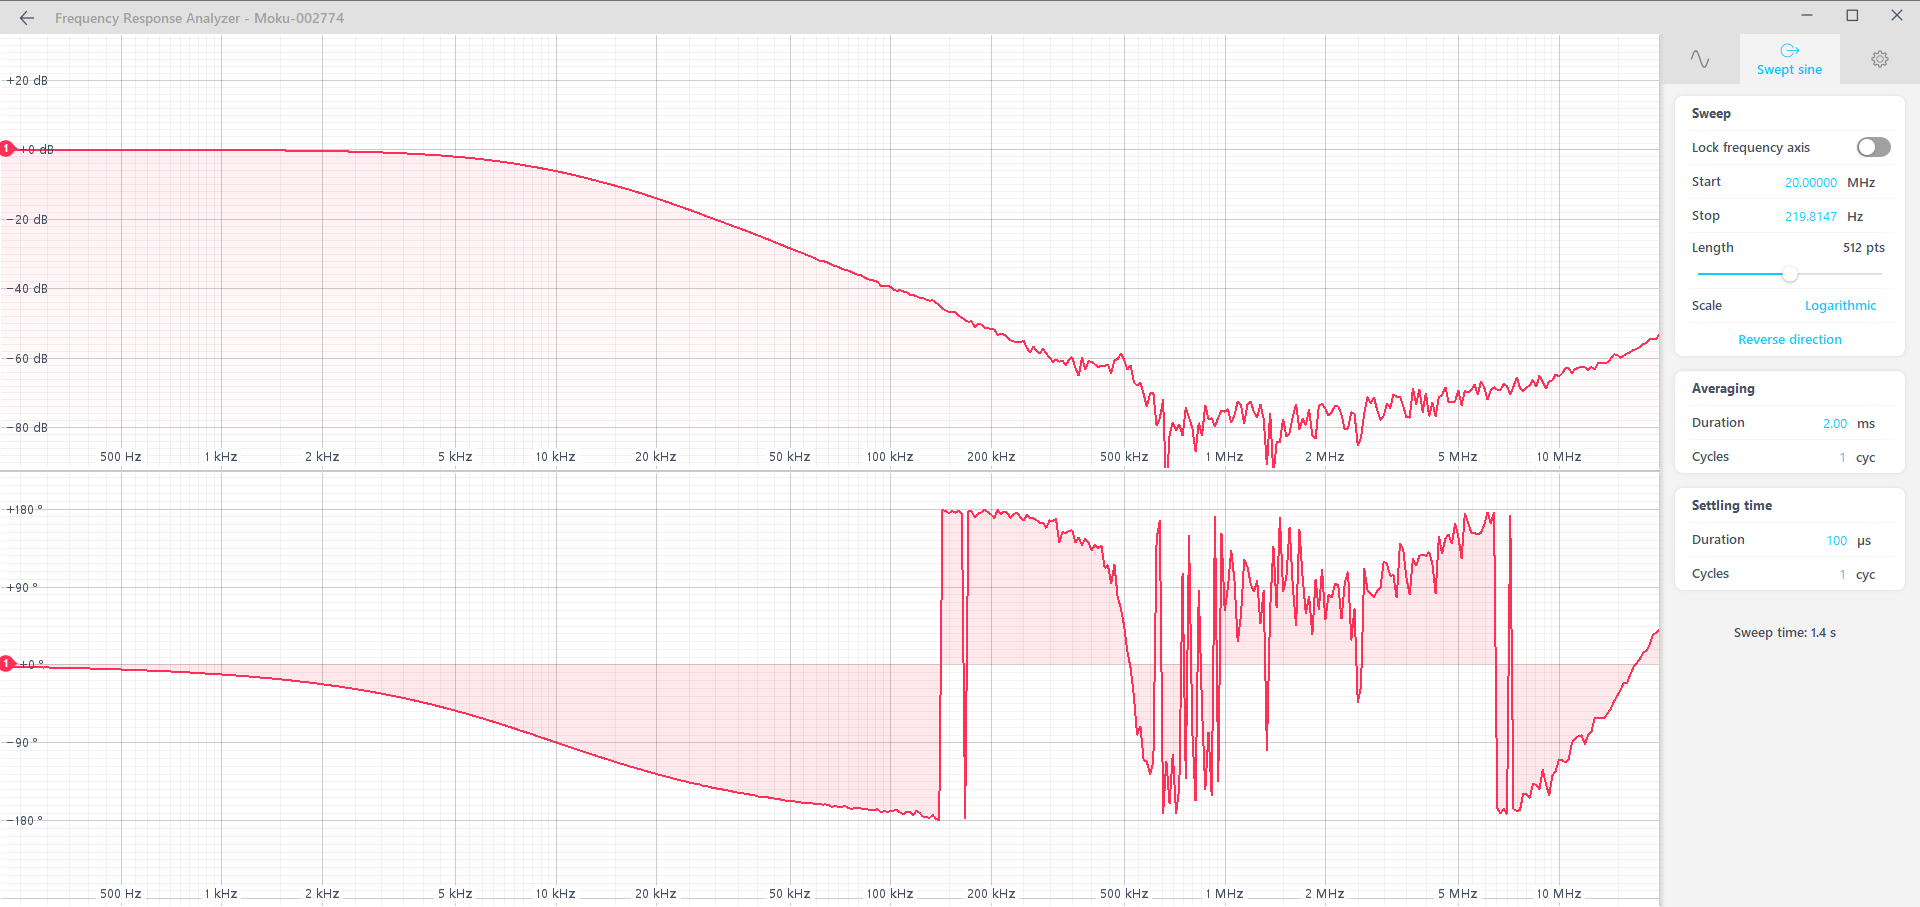 Frequency Response Analyzer - Moku-002774
Swept sine
+20 dB
1 +0 dB
−20 dB
−40 dB
−60 dB
−80 dB
500 Hz 1 kHz 2 kHz 5 kHz 10 kHz 20 kHz 50 kHz 100 kHz 200 kHz 500 kHz 1 MHz 2 MHz 5 MHz 10 MHz
+180 °
+90 °
1 +0 °
−90 °
−180 °
500 Hz 1 kHz 2 kHz 5 kHz 10 kHz 20 kHz 50 kHz 100 kHz 200 kHz 500 kHz 1 MHz 2 MHz 5 MHz 10 MHz
Sweep
Lock frequency axis
Start 20.00000 MHz
Stop 219.8147 Hz
Length 512 pts
Scale Logarithmic
Reverse direction
Averaging
Duration 2.00 ms
Cycles 1 cyc
Settling time
Duration 100 µs
Cycles 1 cyc
Sweep time: 1.4 s